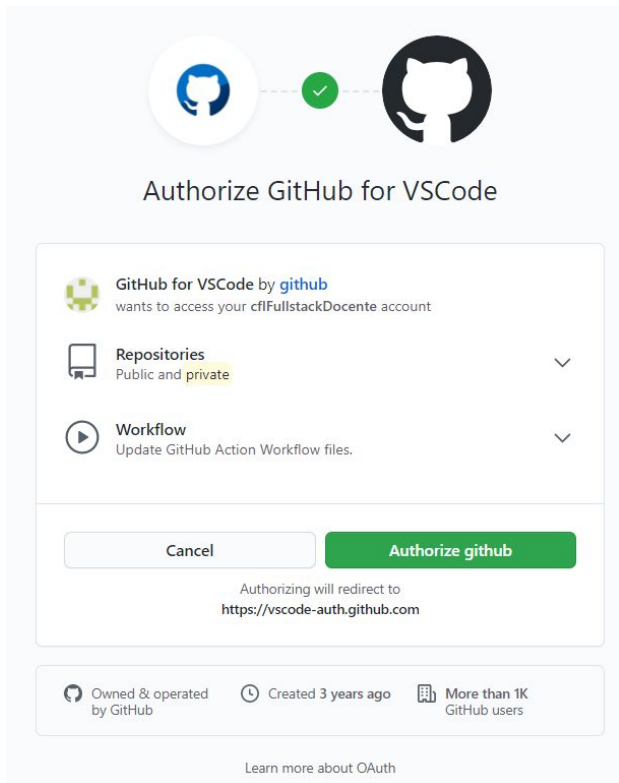 Authorize GitHub for VSCode
GitHub for VSCode by github
wants to access your cflFullstackDocente account
Repositories
Public and private
Workflow
Update GitHub Action Workflow files.
Cancel
Authorize github
Authorizing will redirect to
https://vscode-auth.github.com
Owned & operated
by GitHub
Created 3 years ago
More than 1K
GitHub users
Learn more about OAuth